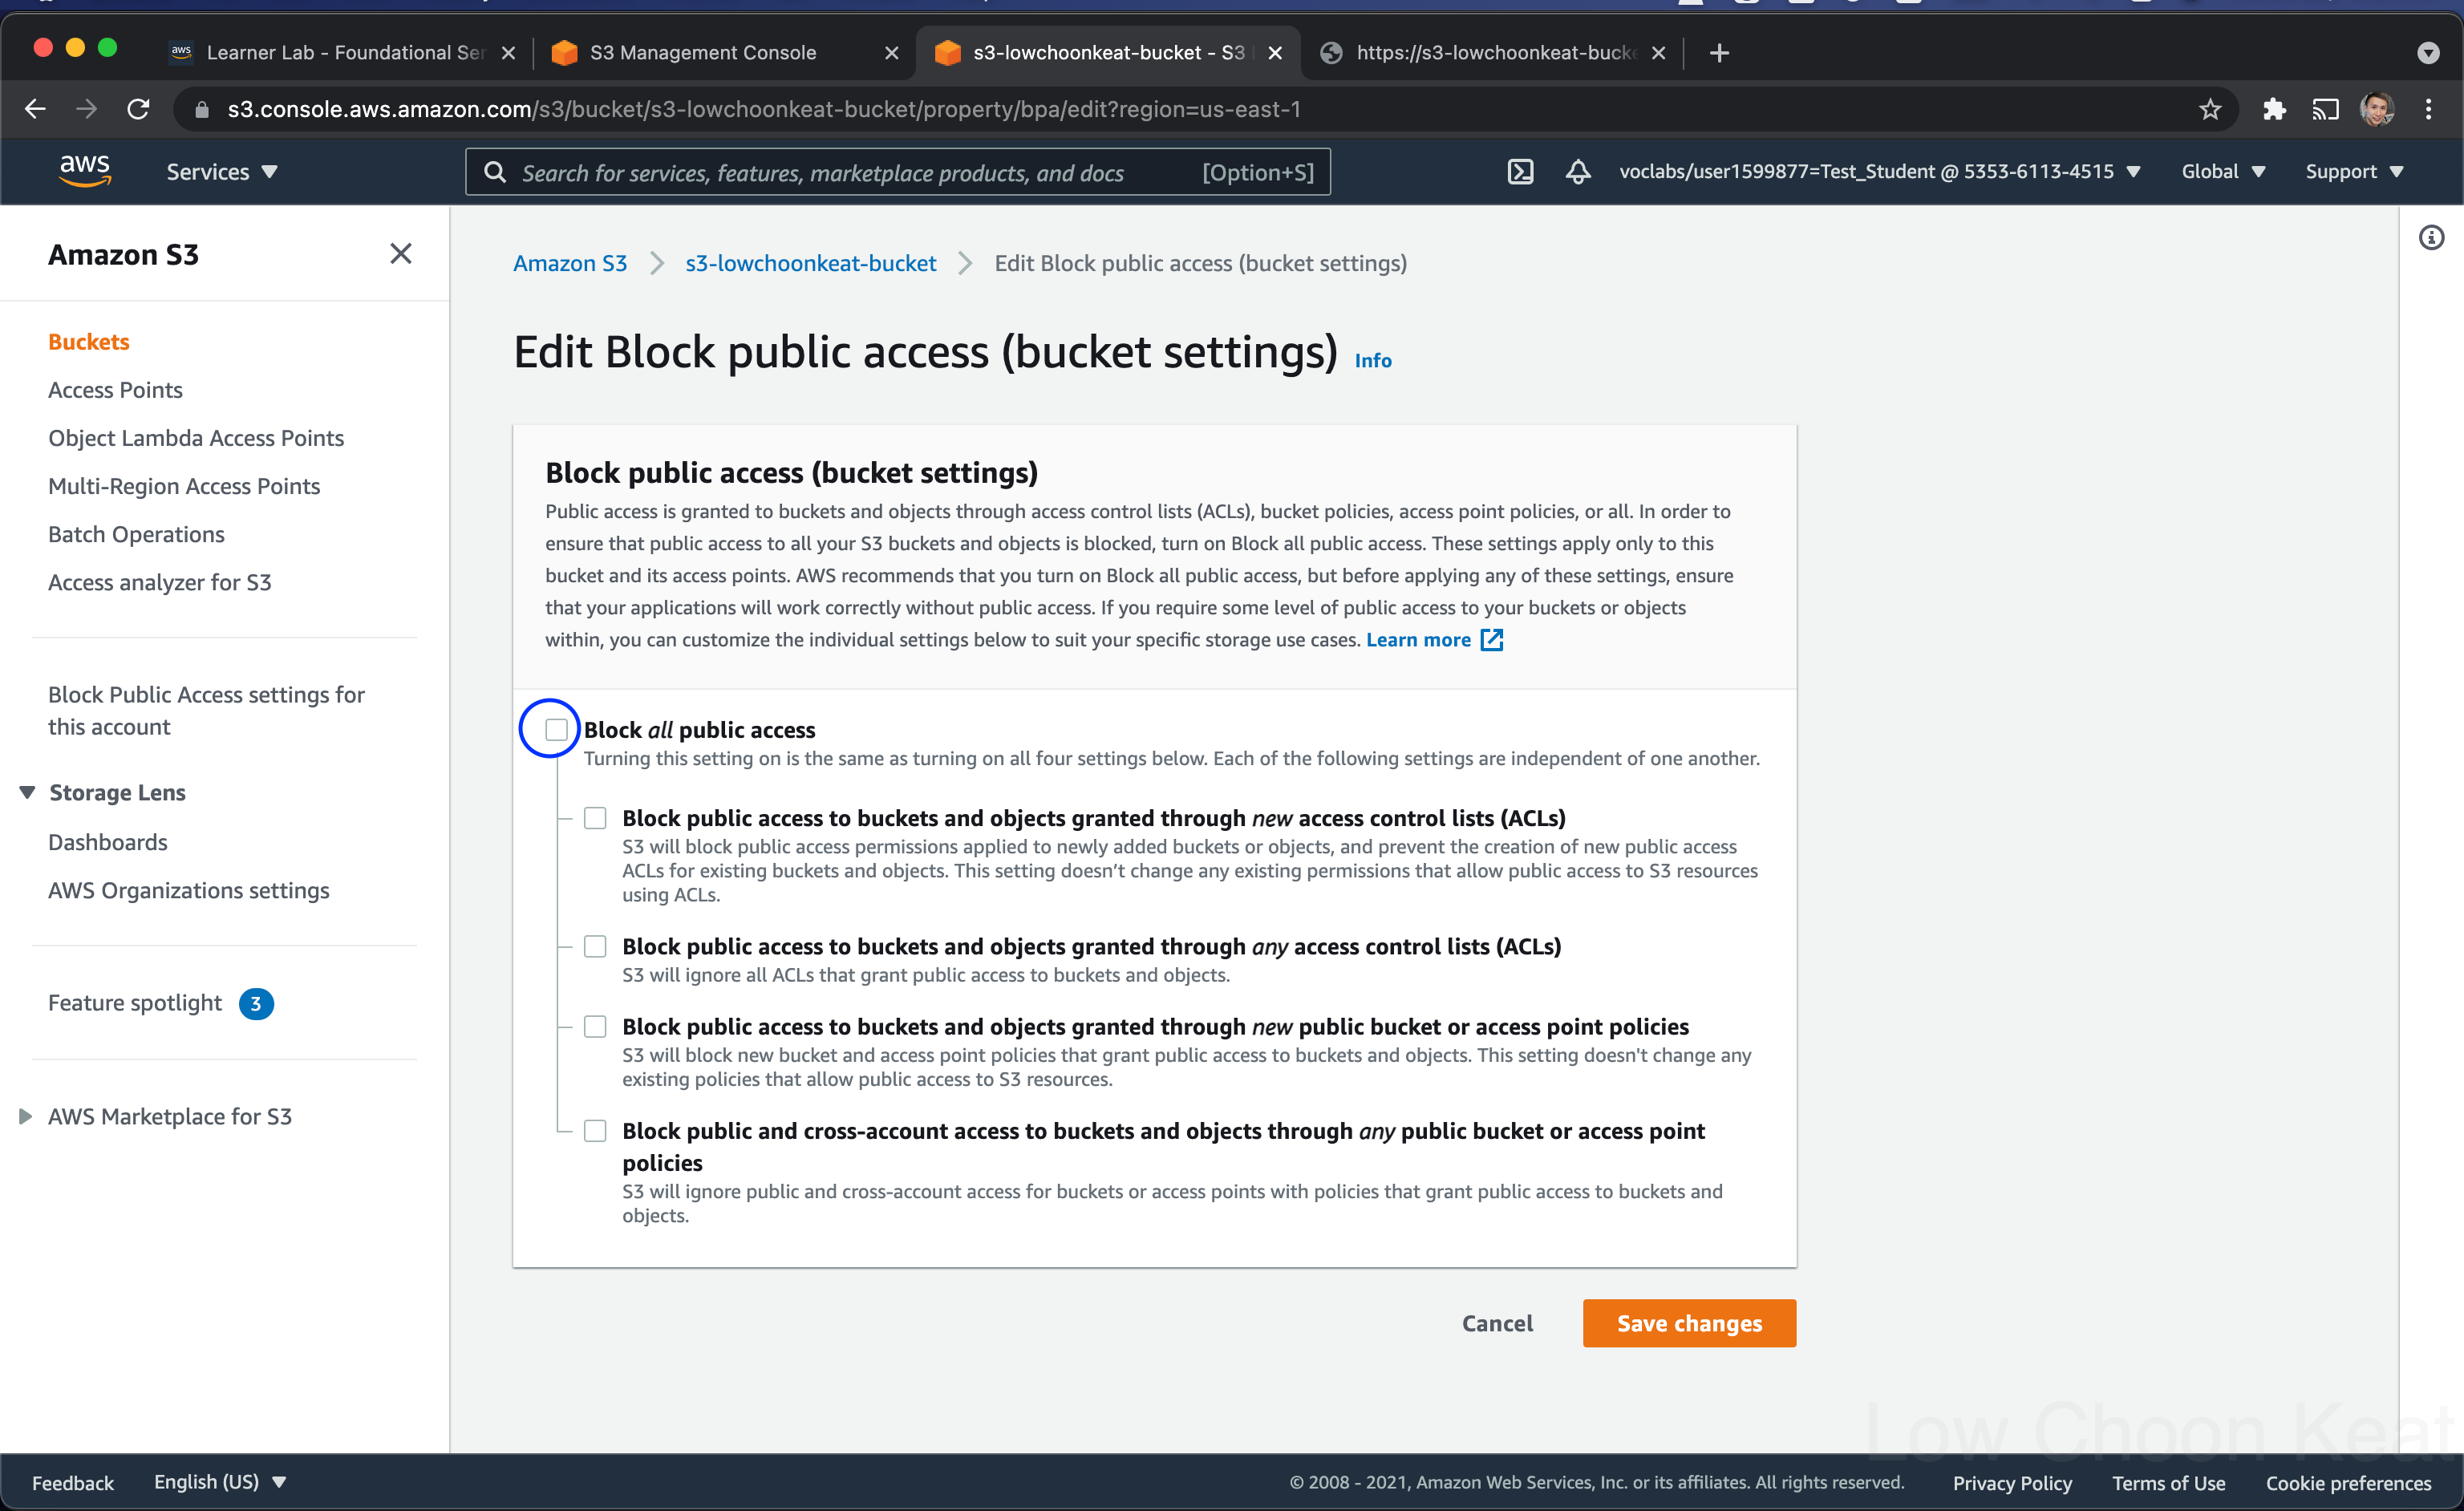 Learner Lab - Foundational Ser
S3 Management Console
s3-lowchoonkeat-bucket - S3
https://s3-lowchoonkeat-bucke
s3.console.aws.amazon.com/s3/bucket/s3-lowchoonkeat-bucket/property/bpa/edit?region=us-east-1
aws
Services
Search for services, features, marketplace products, and docs
[Option+S]
voclabs/user1599877=Test_Student @ 5353-6113-4515
Global
Support
Amazon S3
Buckets
Access Points
Object Lambda Access Points
Multi-Region Access Points
Batch Operations
Access analyzer for S3
Block Public Access settings for
this account
Storage Lens
Dashboards
AWS Organizations settings
Feature spotlight 3
AWS Marketplace for S3
Amazon S3
s3-lowchoonkeat-bucket
Edit Block public access (bucket settings)
Edit Block public access (bucket settings) Info
Block public access (bucket settings)
Public access is granted to buckets and objects through access control lists (ACLs), bucket policies, access point policies, or all. In order to
ensure that public access to all your S3 buckets and objects is blocked, turn on Block all public access. These settings apply only to this
bucket and its access points. AWS recommends that you turn on Block all public access, but before applying any of these settings, ensure
that your applications will work correctly without public access. If you require some level of public access to your buckets or objects
within, you can customize the individual settings below to suit your specific storage use cases. Learn more
Block all public access
Turning this setting on is the same as turning on all four settings below. Each of the following settings are independent of one another.
Block public access to buckets and objects granted through new access control lists (ACLs)
S3 will block public access permissions applied to newly added buckets or objects, and prevent the creation of new public access
ACLs for existing buckets and objects. This setting doesn’t change any existing permissions that allow public access to S3 resources
using ACLs.
Block public access to buckets and objects granted through any access control lists (ACLs)
S3 will ignore all ACLs that grant public access to buckets and objects.
Block public access to buckets and objects granted through new public bucket or access point policies
S3 will block new bucket and access point policies that grant public access to buckets and objects. This setting doesn't change any
existing policies that allow public access to S3 resources.
Block public and cross-account access to buckets and objects through any public bucket or access point
policies
S3 will ignore public and cross-account access for buckets or access points with policies that grant public access to buckets and
objects.
Cancel
Save changes
Low Choon Keat
Feedback
English (US)
© 2008 - 2021, Amazon Web Services, Inc. or its affiliates. All rights reserved.
Privacy Policy
Terms of Use
Cookie preferences